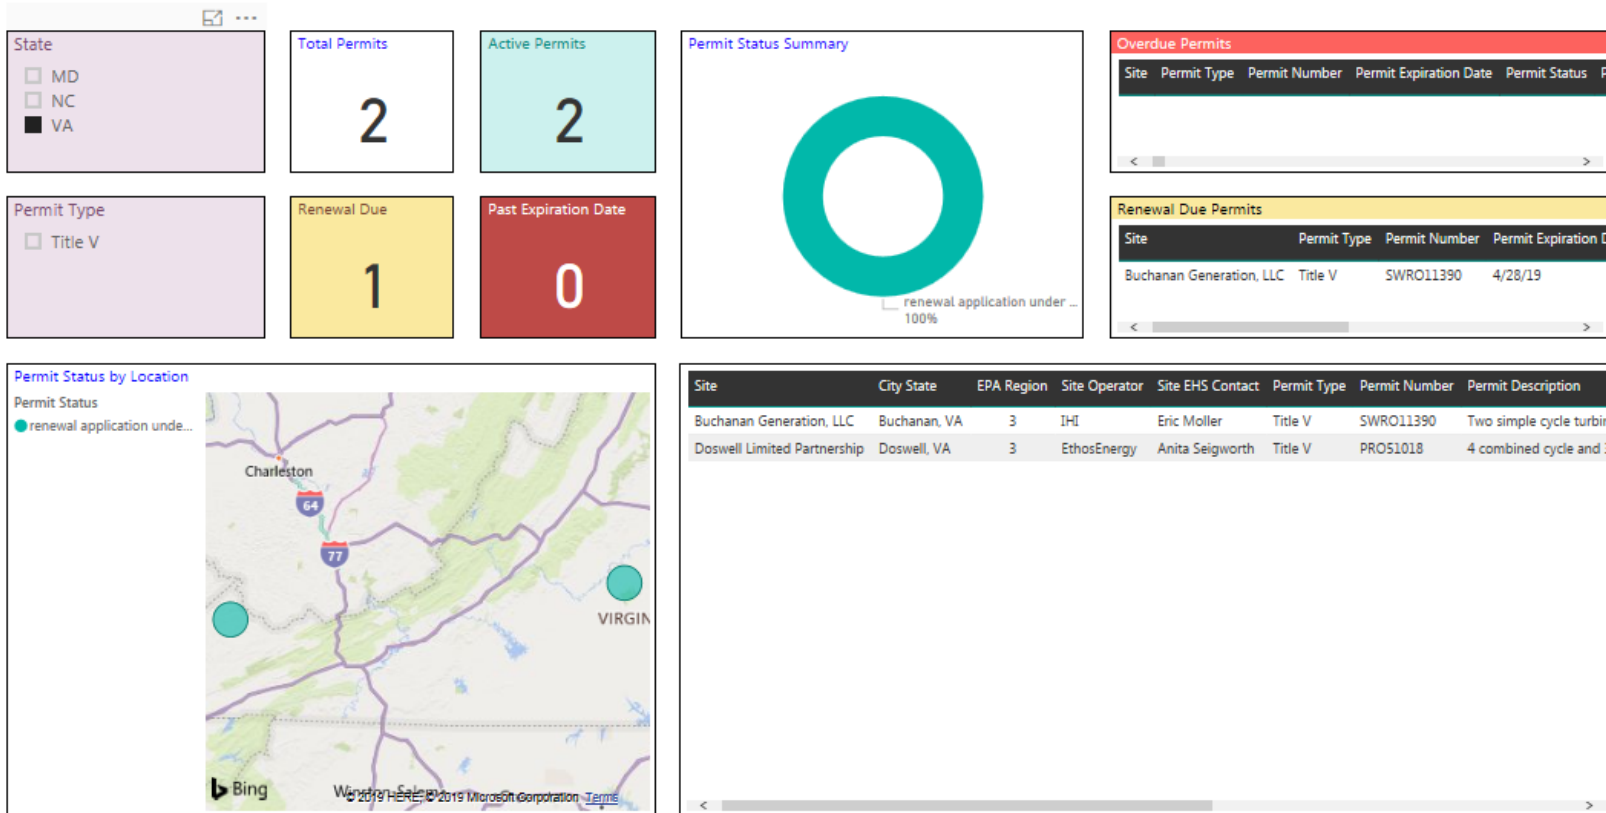 State
MD
NC
VA
Total Permits
2
Active Permits
2
Permit Type
Title V
Renewal Due
1
Past Expiration Date
0
Permit Status Summary
renewal application under ...
100%
Overdue Permits
Site Permit Type Permit Number Permit Expiration Date Permit Status P
Renewal Due Permits
Site Permit Type Permit Number Permit Expiration D
Buchanan Generation, LLC Title V SWRO11390 4/28/19
Permit Status by Location
Permit Status
renewal application unde...
Charleston
64
77
VIRGIN
Bing
Winston-Salem
© 2019 HERE, © 2019 Microsoft Corporation Terms
Site City State EPA Region Site Operator Site EHS Contact Permit Type Permit Number Permit Description
Buchanan Generation, LLC Buchanan, VA 3 IHI Eric Moller Title V SWRO11390 Two simple cycle turbin
Doswell Limited Partnership Doswell, VA 3 EthosEnergy Anita Seigworth Title V PRO51018 4 combined cycle and